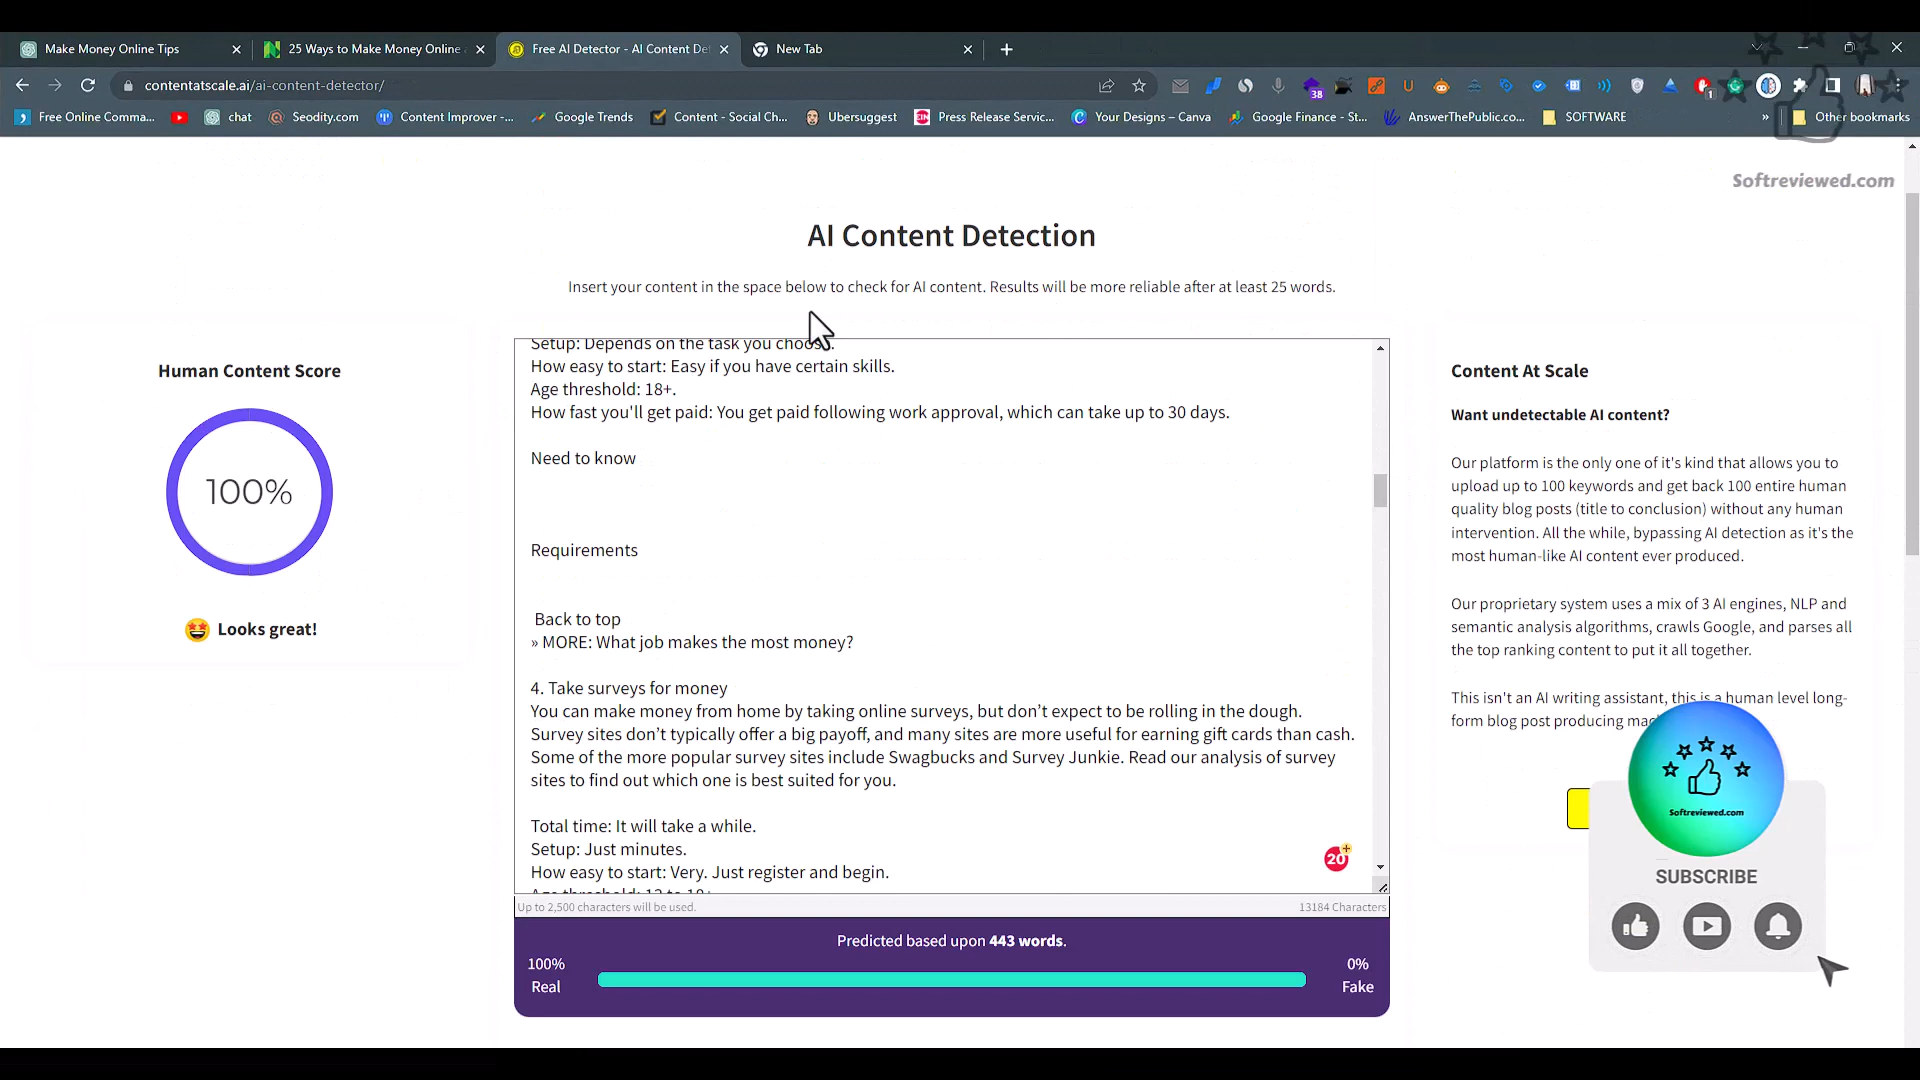 Make Money Online Tips
25 Ways to Make Money Online
Free AI Detector - AI Content De
New Tab
contentatscale.ai/ai-content-detector/
38
1
Free Online Comma...
chat
Seodity.com
Content Improver -...
Google Trends
Content - Social Ch...
Ubersuggest
Press Release Servic...
Your Designs – Canva
Google Finance - St...
AnswerThePublic.co...
SOFTWARE
»
Other bookmarks
Softreviewed.com
AI Content Detection
Insert your content in the space below to check for AI content. Results will be more reliable after at least 25 words.
Human Content Score
100%
Looks great!
Setup: Depends on the task you choos
How easy to start: Easy if you have certain skills.
Age threshold: 18+.
How fast you'll get paid: You get paid following work approval, which can take up to 30 days.
Need to know
Requirements
Back to top
» MORE: What job makes the most money?
4. Take surveys for money
You can make money from home by taking online surveys, but don’t expect to be rolling in the dough.
Survey sites don’t typically offer a big payoff, and many sites are more useful for earning gift cards than cash.
Some of the more popular survey sites include Swagbucks and Survey Junkie. Read our analysis of survey
sites to find out which one is best suited for you.
Total time: It will take a while.
Setup: Just minutes.
How easy to start: Very. Just register and begin.
20+
Up to 2,500 characters will be used.
13184 Characters
Predicted based upon 443 words.
100%
Real
0%
Fake
Content At Scale
Want undetectable AI content?
Our platform is the only one of it's kind that allows you to
upload up to 100 keywords and get back 100 entire human
quality blog posts (title to conclusion) without any human
intervention. All the while, bypassing AI detection as it's the
most human-like AI content ever produced.
Our proprietary system uses a mix of 3 AI engines, NLP and
semantic analysis algorithms, crawls Google, and parses all
the top ranking content to put it all together.
This isn't an AI writing assistant, this is a human level long-
form blog post producing mac
Softreviewed.com
SUBSCRIBE